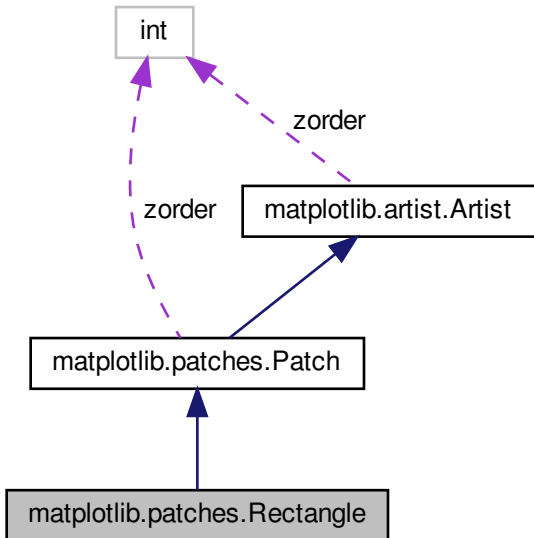 int
zorder
matplotlib.artist.Artist
zorder
matplotlib.patches.Patch
matplotlib.patches.Rectangle